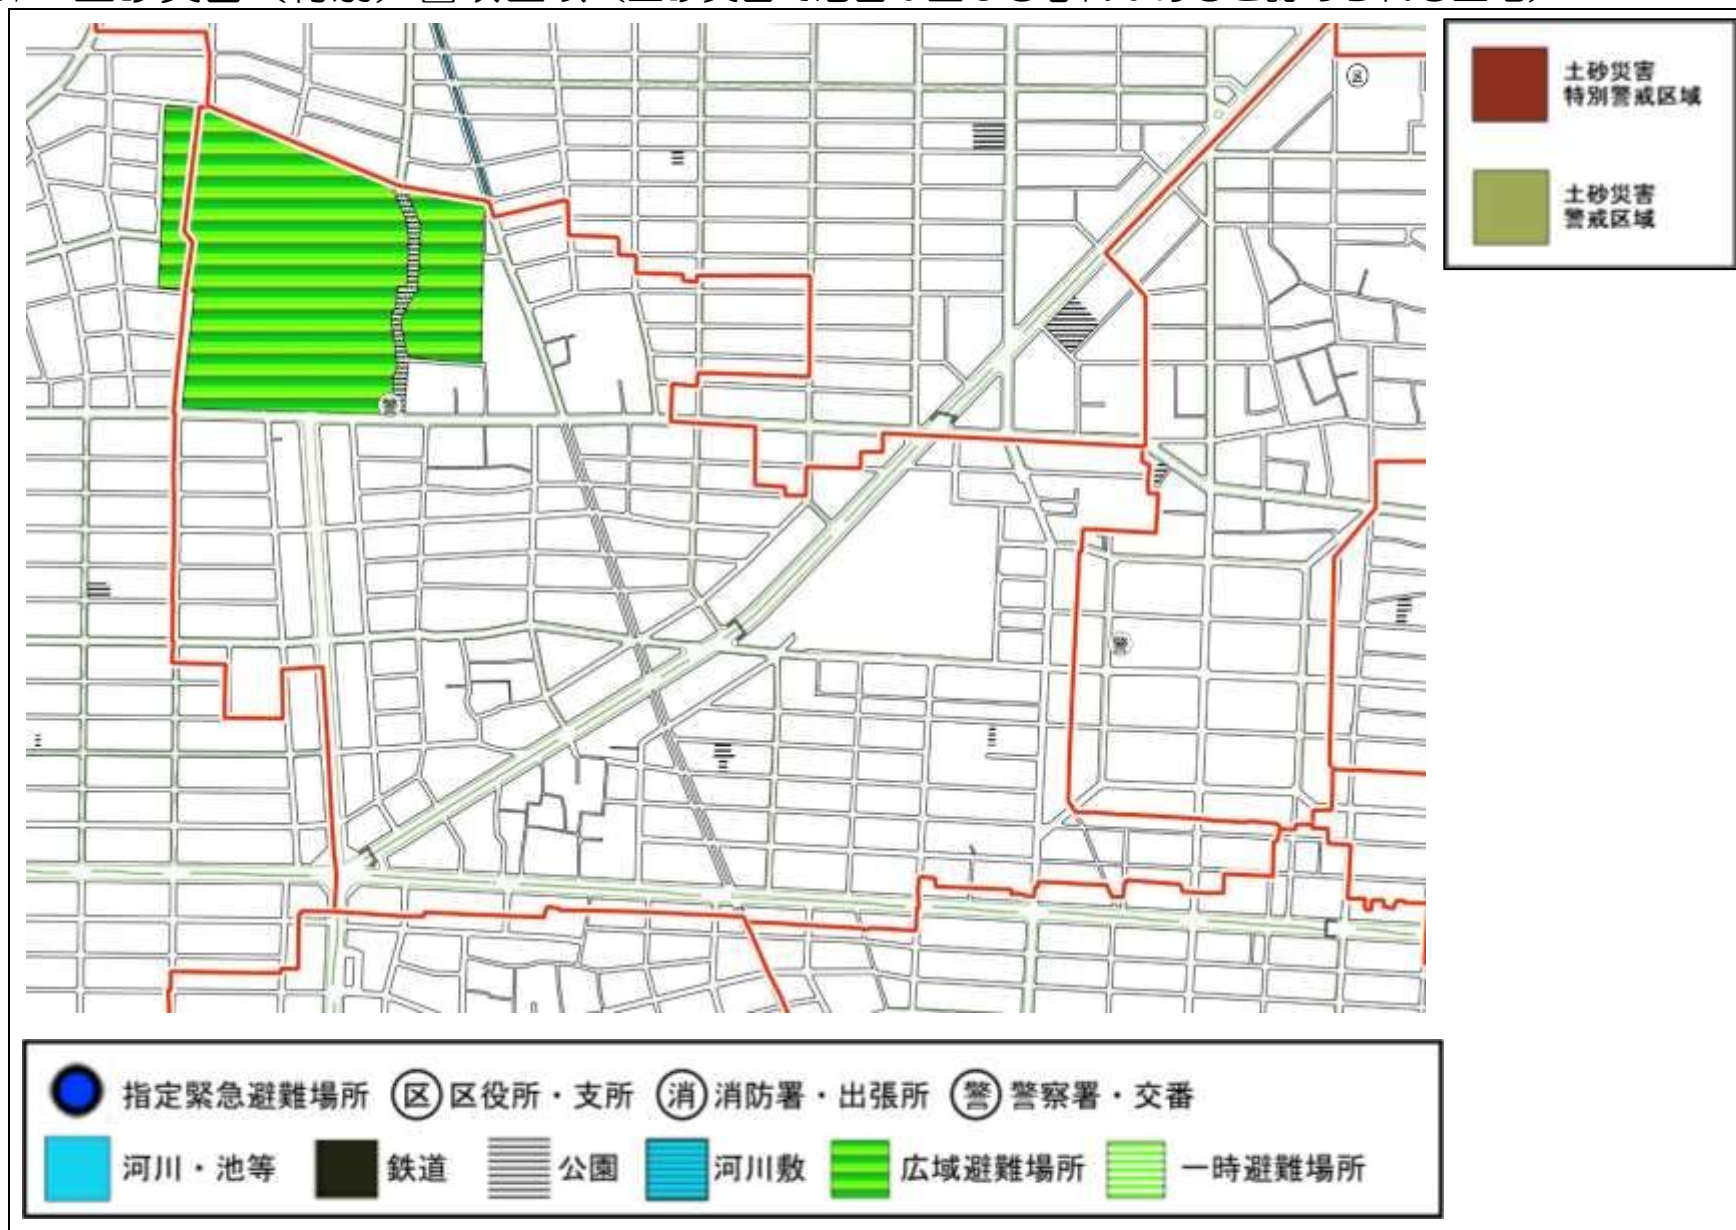 土砂災害
特別警戒区域
土砂災害
警戒区域
区
警
警
指定緊急避難場所 区 区役所・支所 消 消防署・出張所 警 警察署・交番
河川・池等 鉄道 公園 河川敷 広域避難場所 一時避難場所